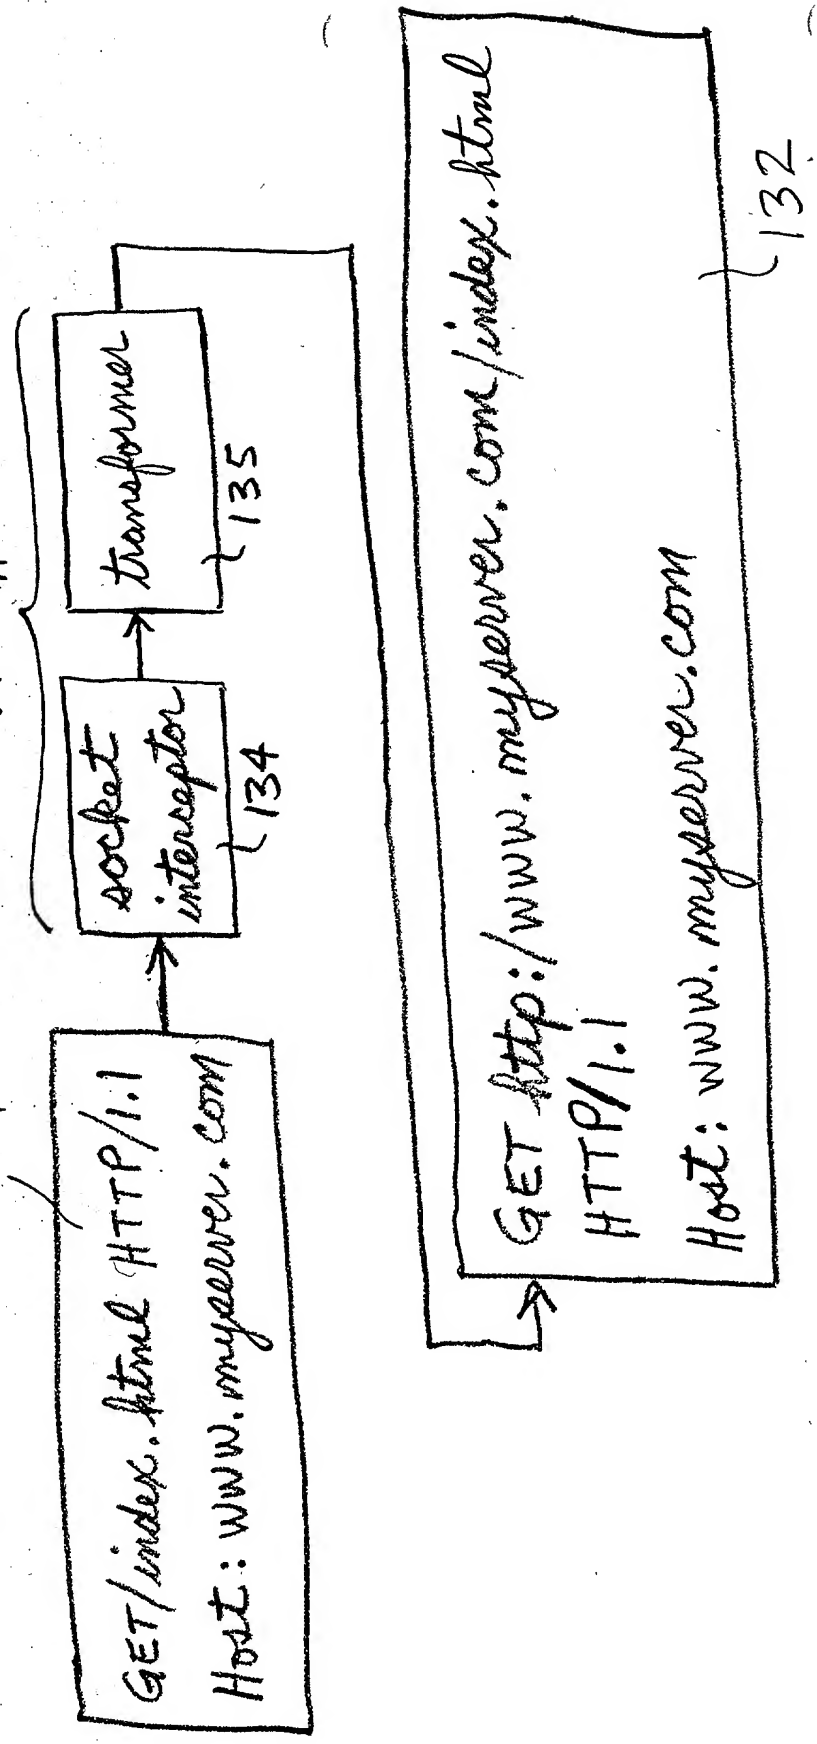 GET/index.html HTTP/1.1
Host: www.myserver.com
socket
interceptor
134
transformer
135
GET http:/www.myserver.com/index.html
HTTP/1.1
Host: www.myserver.com
132